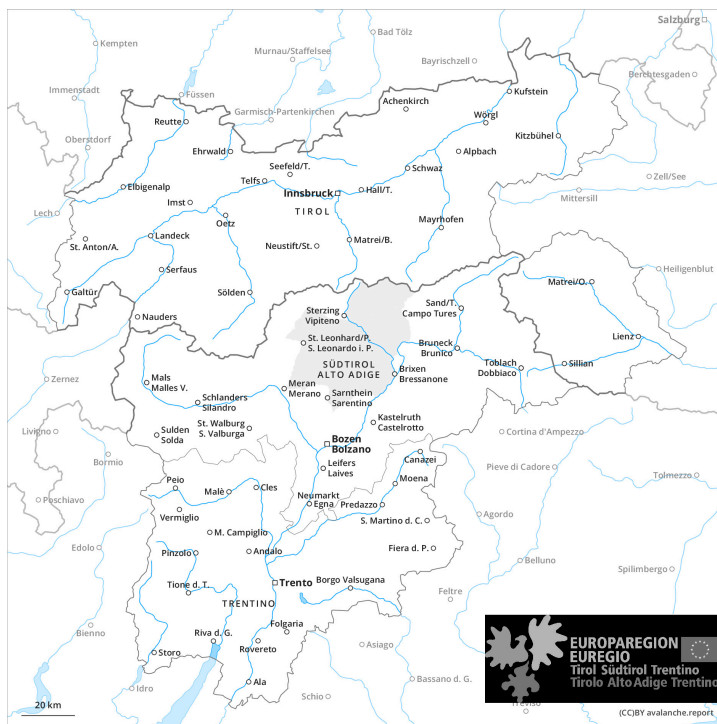 Salzburg
Kempten
Bad Tölz
Murnau/Staffelsee
Bayrischzell
Berchtesgaden
Immenstadt
Füssen
Garmisch-Partenkirchen
Achenkirch
Kufstein
Reutte
Wörgl
Oberstdorf
Ehrwald
Kitzbühel
Alpbach
Seefeld/T.
Schwaz
Zell/See
Telfs
Elbigenalp
Innsbruck
Hall/T.
Mittersill
Imst
TIROL
Lech
Oetz
Mayrhofen
Landeck
St. Anton/A.
Neustift/St.
Matrei/B.
Serfaus
Heiligenblut
Galtür
Sölden
Matrei/O.
Nauders
Sterzing
Vipiteno
Sand/T.
Campo Tures
St. Leonhard/P.
S. Leonardo i. P.
Lienz
Bruneck
Brunico
SÜDTIROL
ALTO ADIGE
Toblach
Dobbiaco
Sillian
Brixen
Bressanone
Zernez
Mals
Malles V.
Meran
Merano
Schlanders
Silandro
Sarnthein
Sarentino
St. Walburg
S. Valburga
Kastelruth
Castelrotto
Livigno
Sulden
Solda
Cortina d'Ampezzo
Bozen
Bolzano
Bormio
Canazei
Leifers
Laives
Pieve di Cadore
Tolmezzo
Peio
Malè
Cles
Moena
Poschiavo
Neumarkt
Egna
Predazzo
Vermiglio
S. Martino d. C.
Agordo
M. Campiglio
Edolo
Pinzolo
Andalo
Fiera d. P.
Belluno
Spilimbergo
Tione d. T.
Trento
Borgo Valsugana
Feltre
TRENTINO
Bienno
Folgaria
Riva d. G.
Rovereto
Asiago
Storo
Ala
Bassano d. G.
Idro
Schio
Treviso
EUROPAREGION
EUREGIO
Tirol Südtirol Trentino
Tirolo Alto Adige Trentino
20 km
(CC)BY avalanche.report